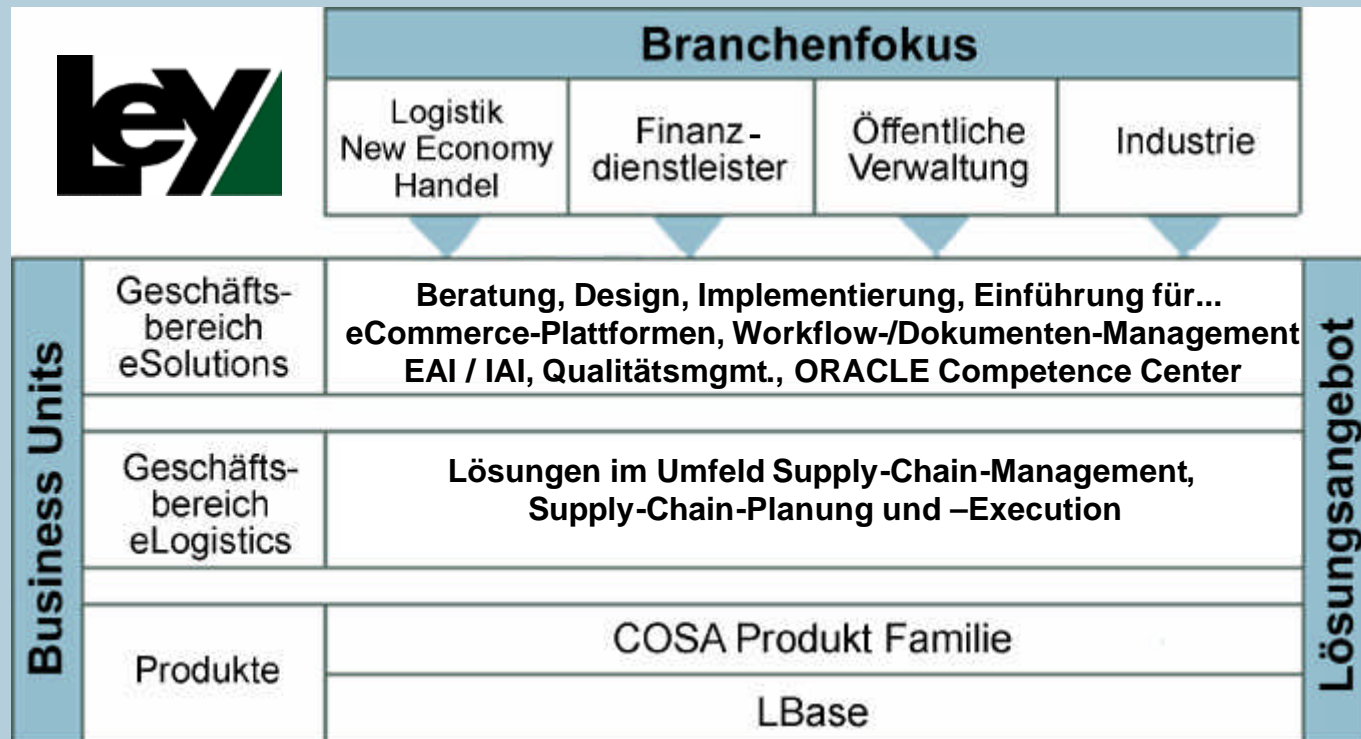 Ley
Branchenfokus
Logistik
New Economy
Handel
Finanz-
dienstleister
Öffentliche
Verwaltung
Industrie
Business Units
Geschäfts-
bereich
eSolutions
Beratung, Design, Implementierung, Einführung für...
eCommerce-Plattformen, Workflow-/Dokumenten-Management
EAI / IAI, Qualitätsmgmt., ORACLE Competence Center
Geschäfts-
bereich
eLogistics
Lösungen im Umfeld Supply-Chain-Management,
Supply-Chain-Planung und –Execution
Produkte
COSA Produkt Familie
LBase
Lösungsangebot